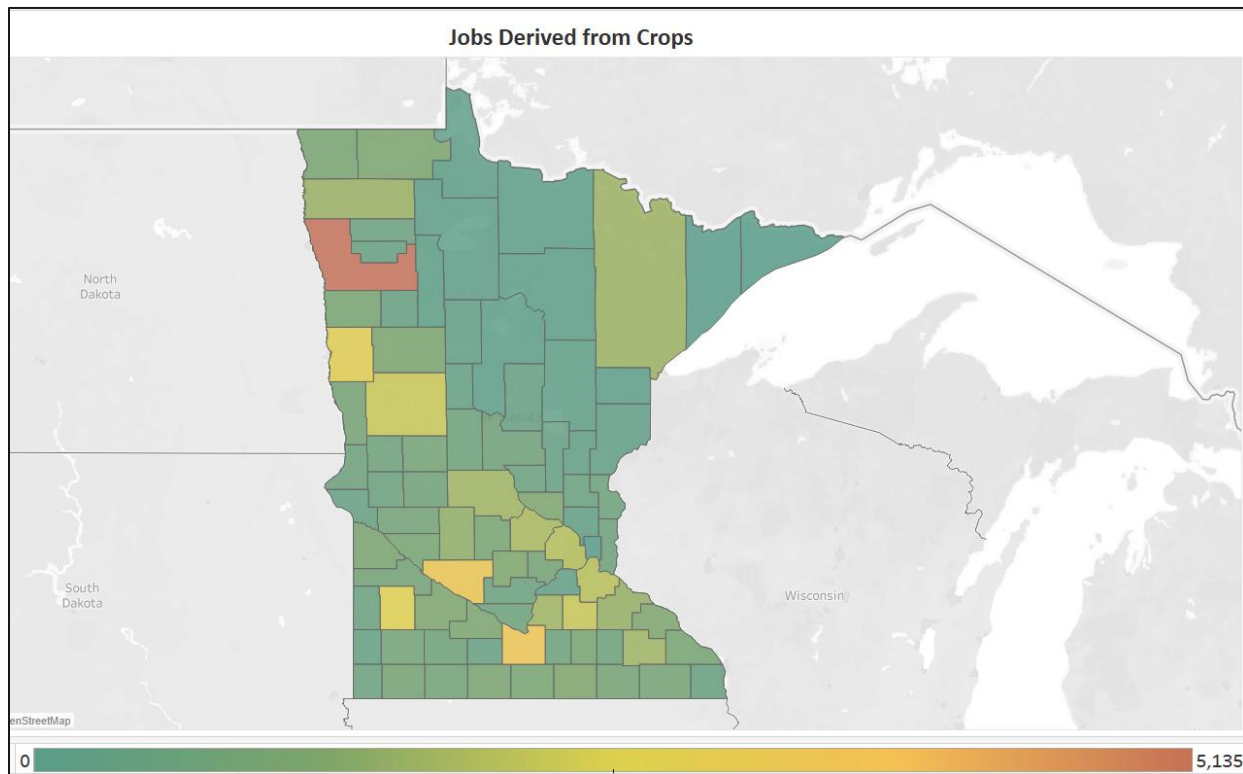 Jobs Derived from Crops
North
Dakota
South
Dakota
Wisconsin
enStreetMap
0
5,135